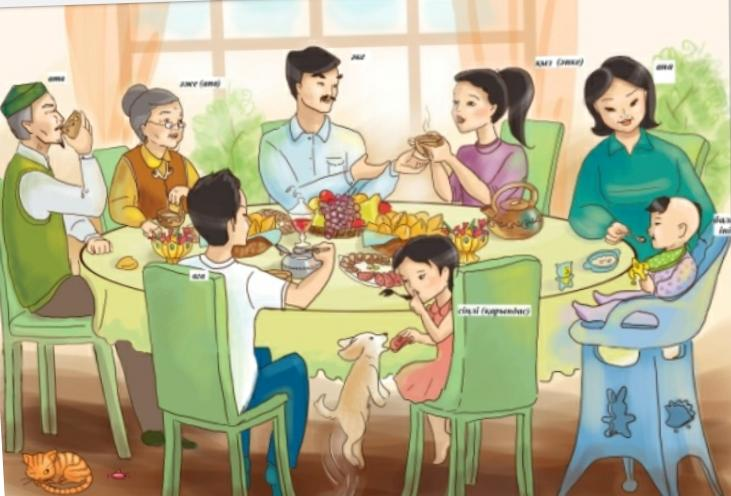 ата
әже (апа)
әке
қыз (әпке)
ана
аға
сіңлі (қарындас)